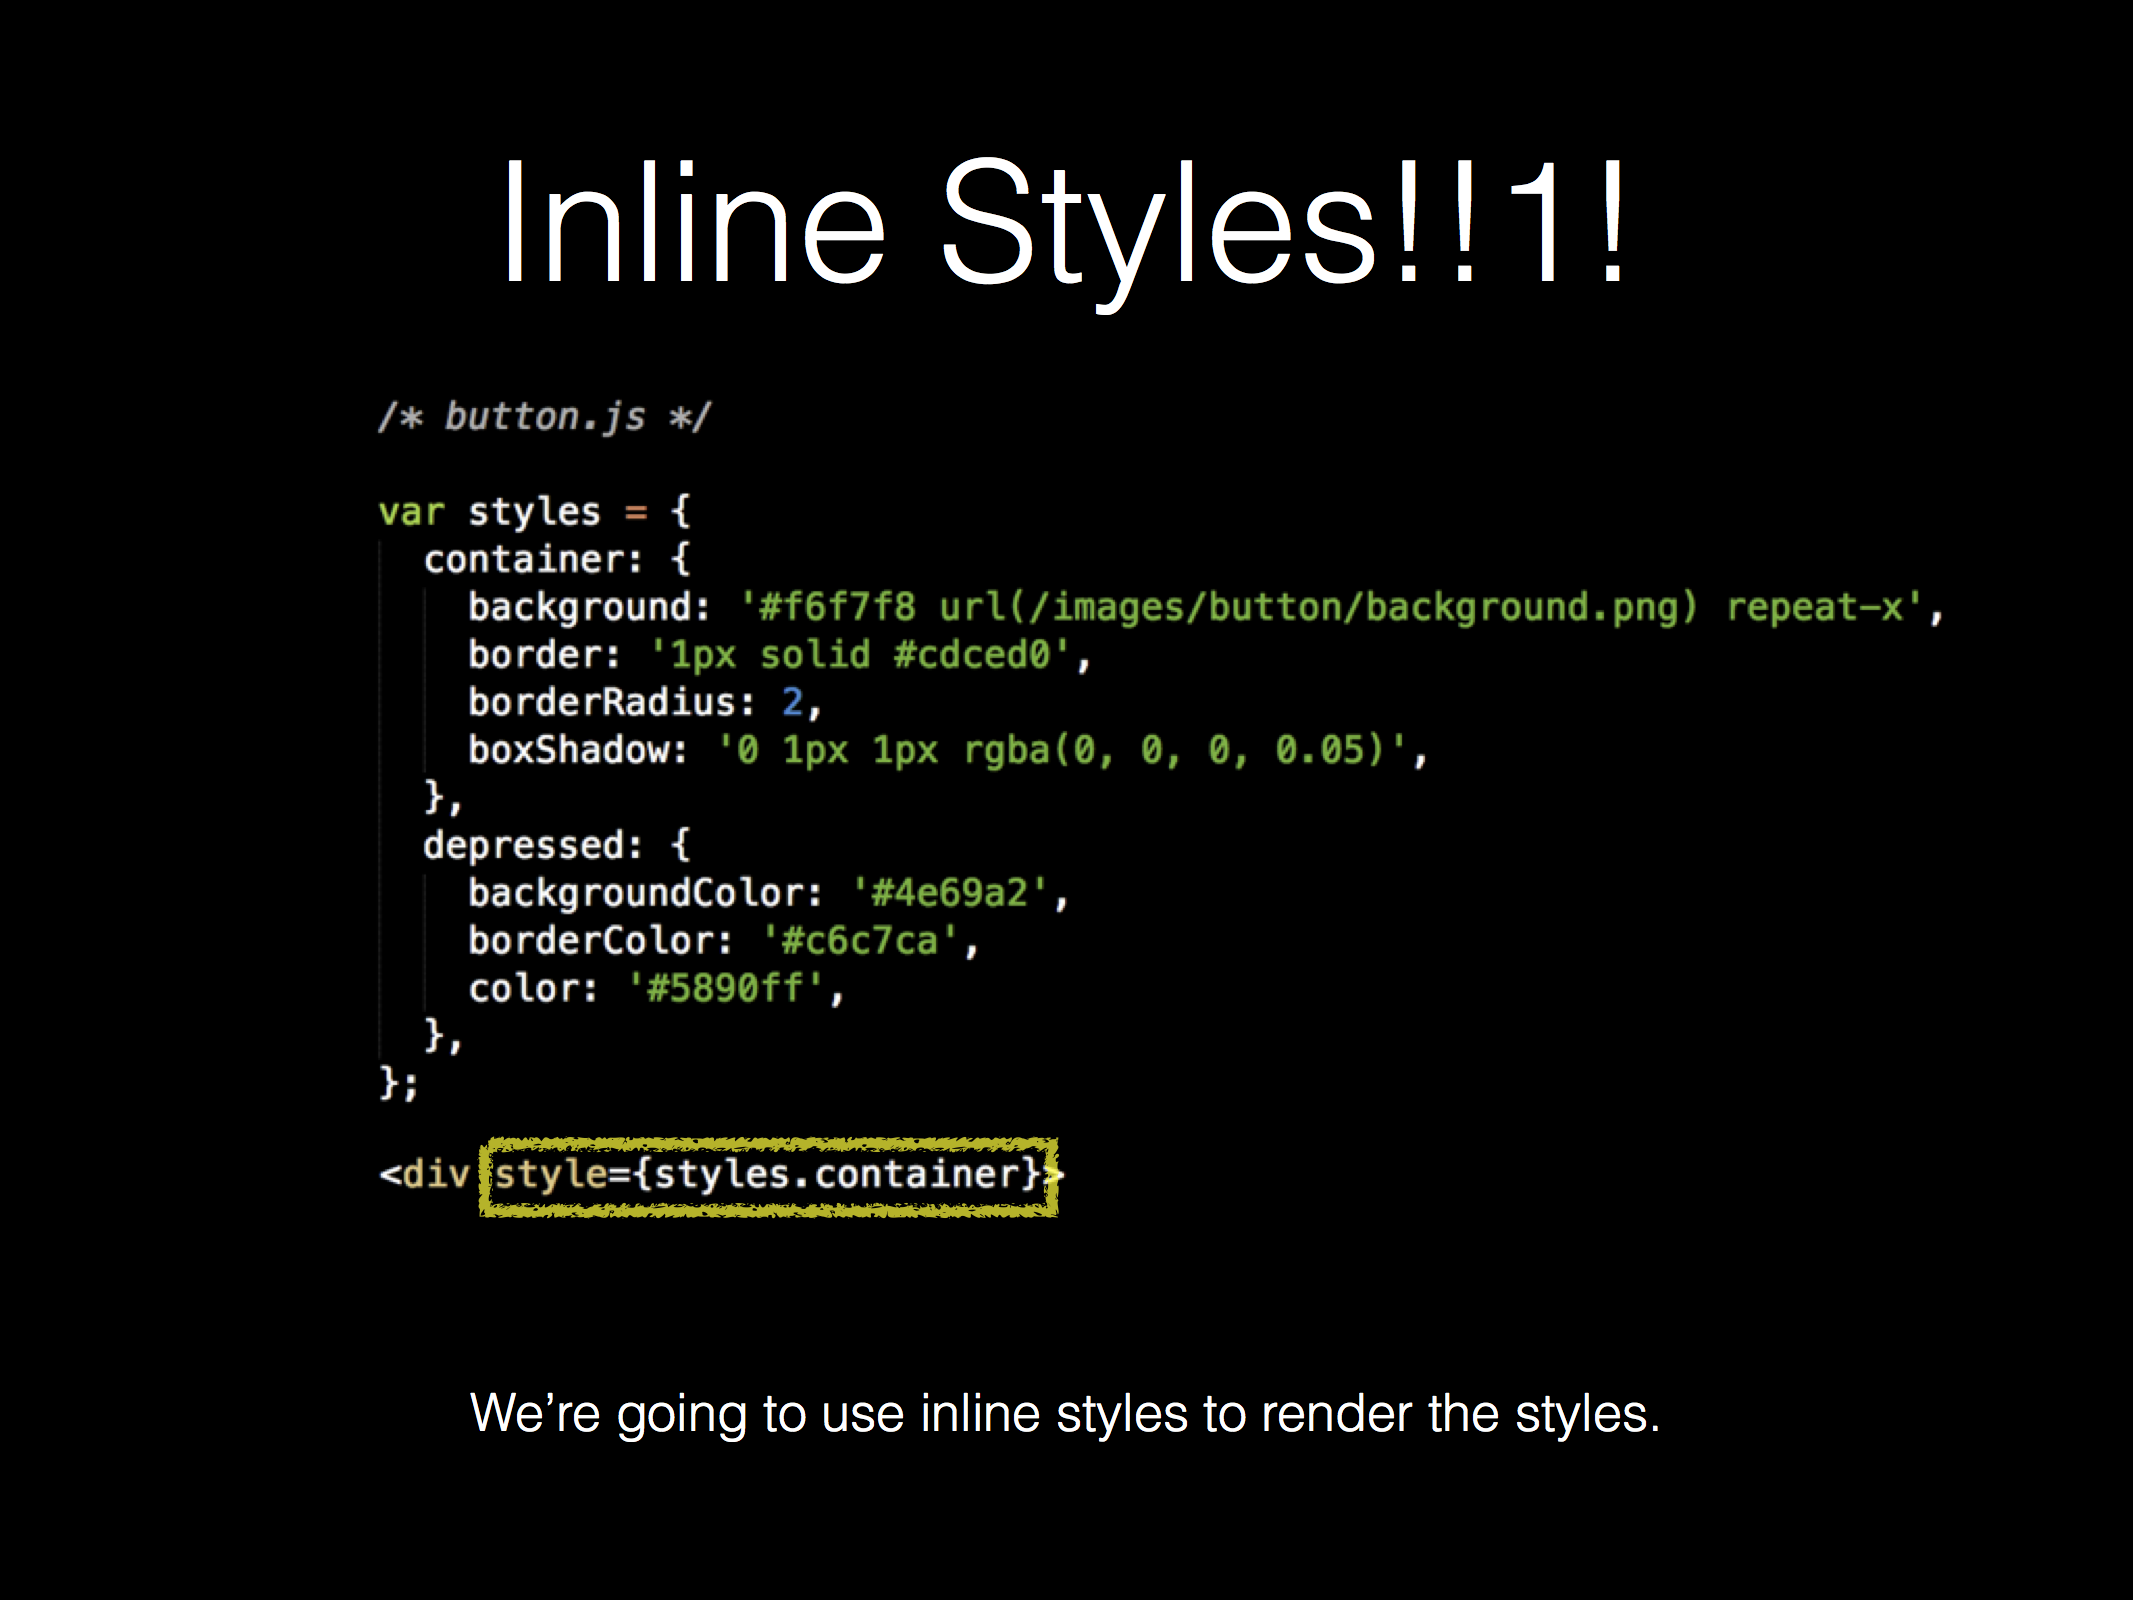 Inline Styles!!1!
/* button.js */
var styles = {
  container: {
    background: '#f6f7f8 url(/images/button/background.png) repeat-x',
    border: '1px solid #cdced0',
    borderRadius: 2,
    boxShadow: '0 1px 1px rgba(0, 0, 0, 0.05)',
  },
  depressed: {
    backgroundColor: '#4e69a2',
    borderColor: '#c6c7ca',
    color: '#5890ff',
  },
};
<div style={styles.container}>
We’re going to use inline styles to render the styles.